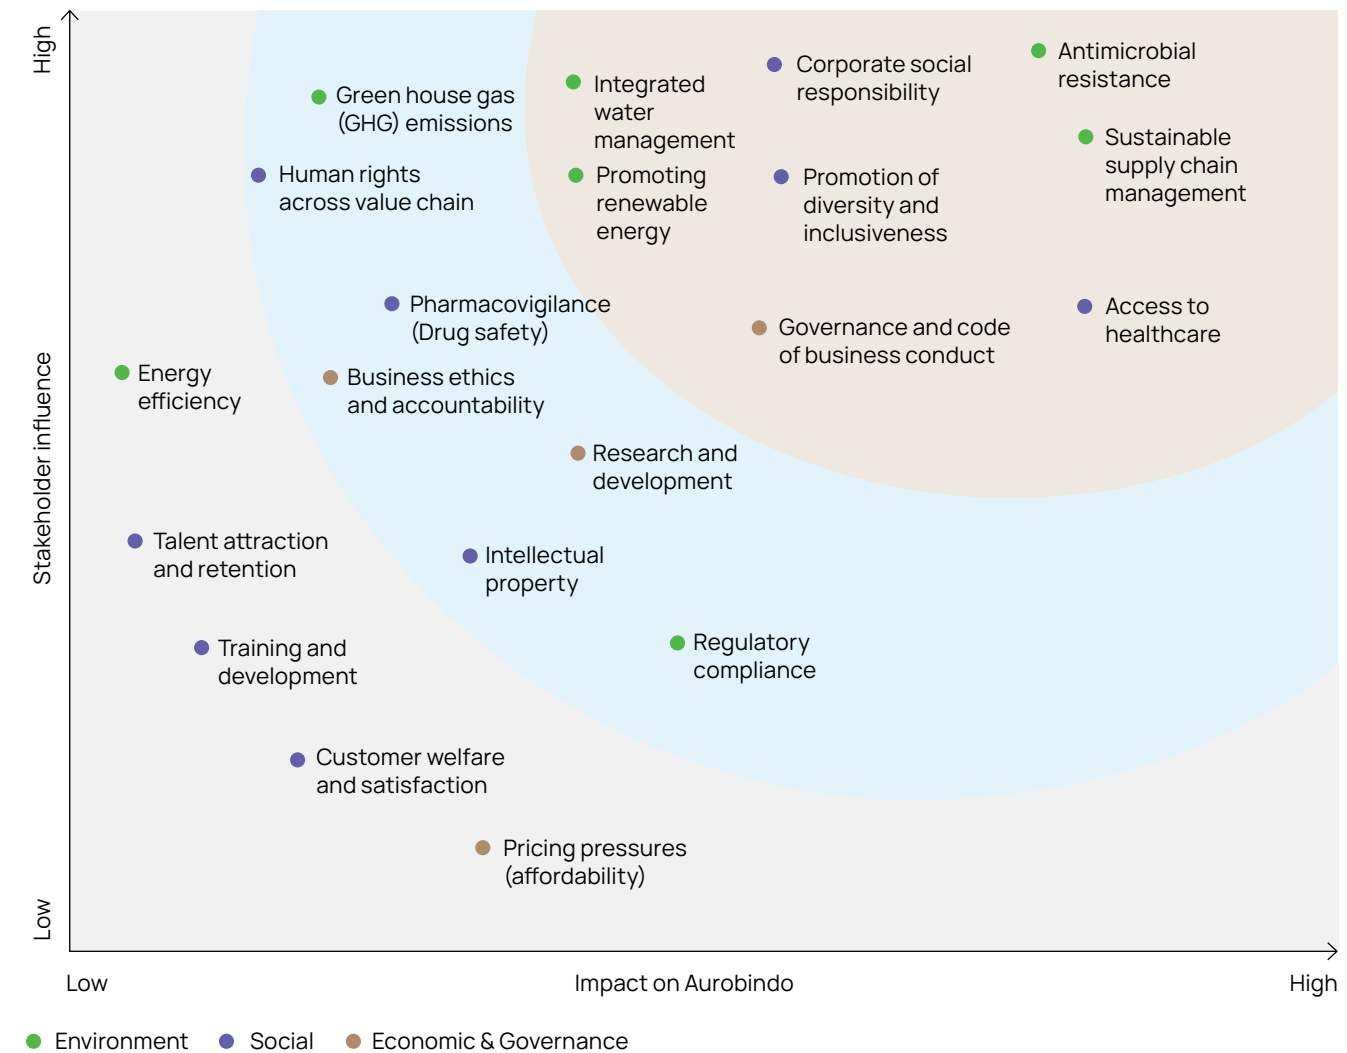 High
Stakeholder influence
Low
Green house gas
(GHG) emissions
Integrated
water
management
Corporate social
responsibility
Antimicrobial
resistance
Human rights
across value chain
Promoting
renewable
energy
Promotion of
diversity and
inclusiveness
Sustainable
supply chain
management
Pharmacovigilance
(Drug safety)
Governance and code
of business conduct
Access to
healthcare
Energy
efficiency
Business ethics
and accountability
Research and
development
Talent attraction
and retention
Intellectual
property
Training and
development
Regulatory
compliance
Customer welfare
and satisfaction
Pricing pressures
(affordability)
Low
Impact on Aurobindo
High
Environment
Social
Economic & Governance